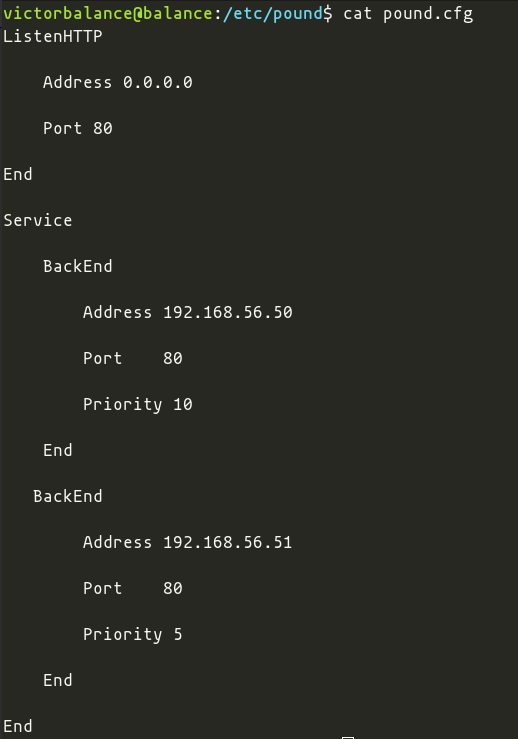 victorbalance@balance:/etc/pound$ cat pound.cfg
ListenHTTP
    Address 0.0.0.0
    Port 80
End
Service
    BackEnd
        Address 192.168.56.50
        Port    80
        Priority 10
    End
   BackEnd
        Address 192.168.56.51
        Port    80
        Priority 5
    End
End